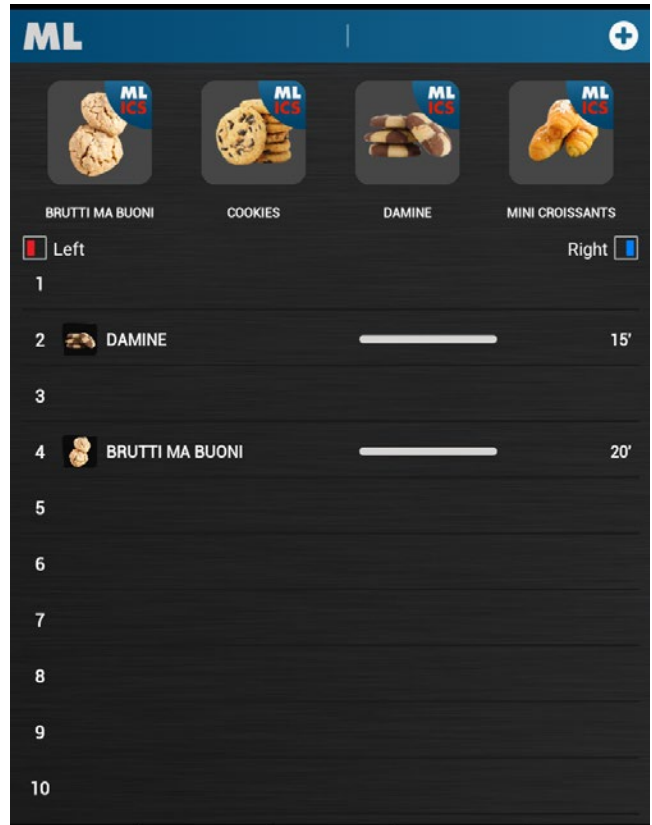 ML
ML ICS ML ICS ML ICS ML ICS
BRUTTI MA BUONI COOKIES DAMINE MINI CROISSANTS
Left Right
1
2 DAMINE 15'
3
4 BRUTTI MA BUONI 20'
5
6
7
8
9
10